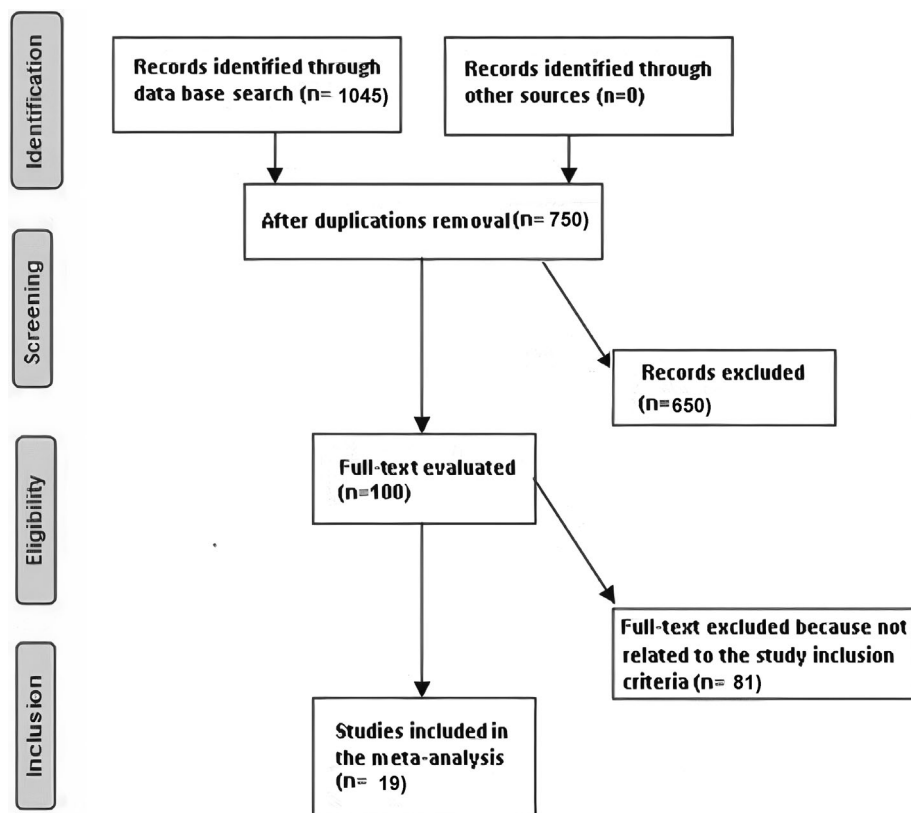 Identification
Records identified through
data base search (n= 1045)
Records identified through
other sources (n=0)
After duplications removal(n= 750)
Screening
Records excluded
(n=650)
Eligibility
Full-text evaluated
(n=100)
Full-text excluded because not
related to the study inclusion
criteria (n= 81)
Inclusion
Studies included in
the meta-analysis
(n= 19)